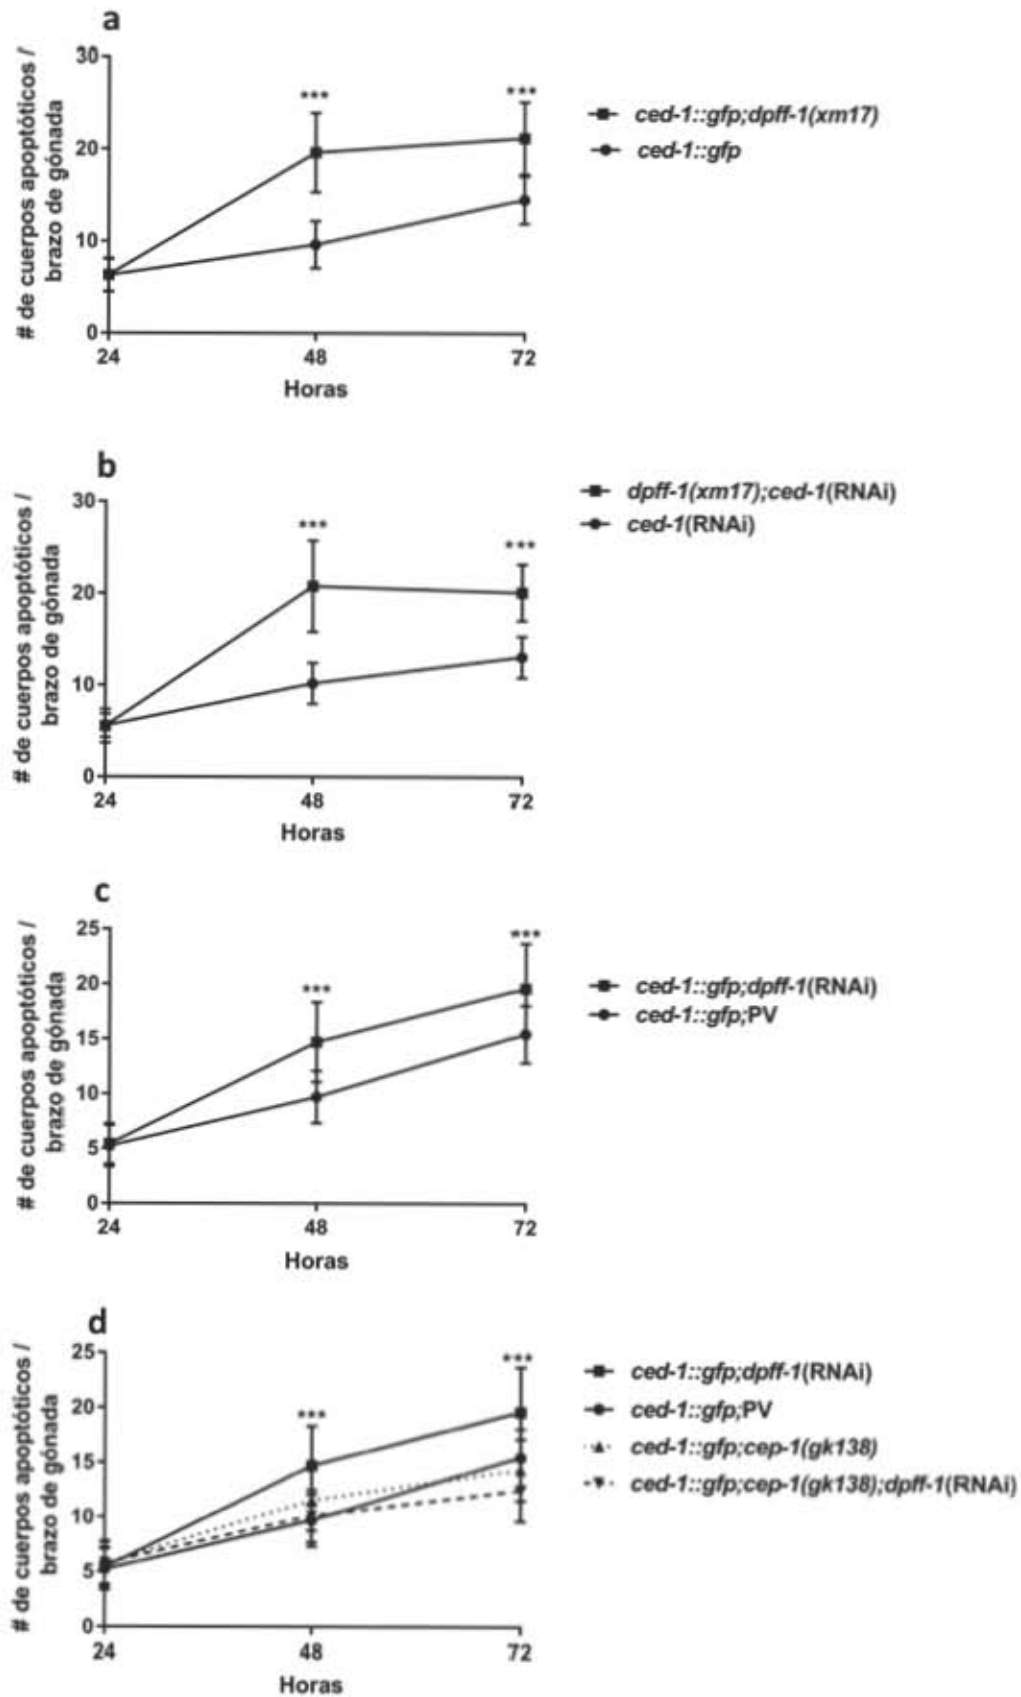 a
# de cuerpos apoptóticos /
brazo de gónada
30
20
10
0
***
***
24
48
72
Horas
ced-1::gfp;dpff-1(xm17)
ced-1::gfp
b
# de cuerpos apoptóticos /
brazo de gónada
30
20
10
0
***
***
24
48
72
Horas
dpff-1(xm17);ced-1(RNAi)
ced-1(RNAi)
c
# de cuerpos apoptóticos /
brazo de gónada
25
20
15
10
5
0
***
***
24
48
72
Horas
ced-1::gfp;dpff-1(RNAi)
ced-1::gfp;PV
d
# de cuerpos apoptóticos /
brazo de gónada
25
20
15
10
5
0
***
***
24
48
72
Horas
ced-1::gfp;dpff-1(RNAi)
ced-1::gfp;PV
ced-1::gfp;cep-1(gk138)
ced-1::gfp;cep-1(gk138);dpff-1(RNAi)